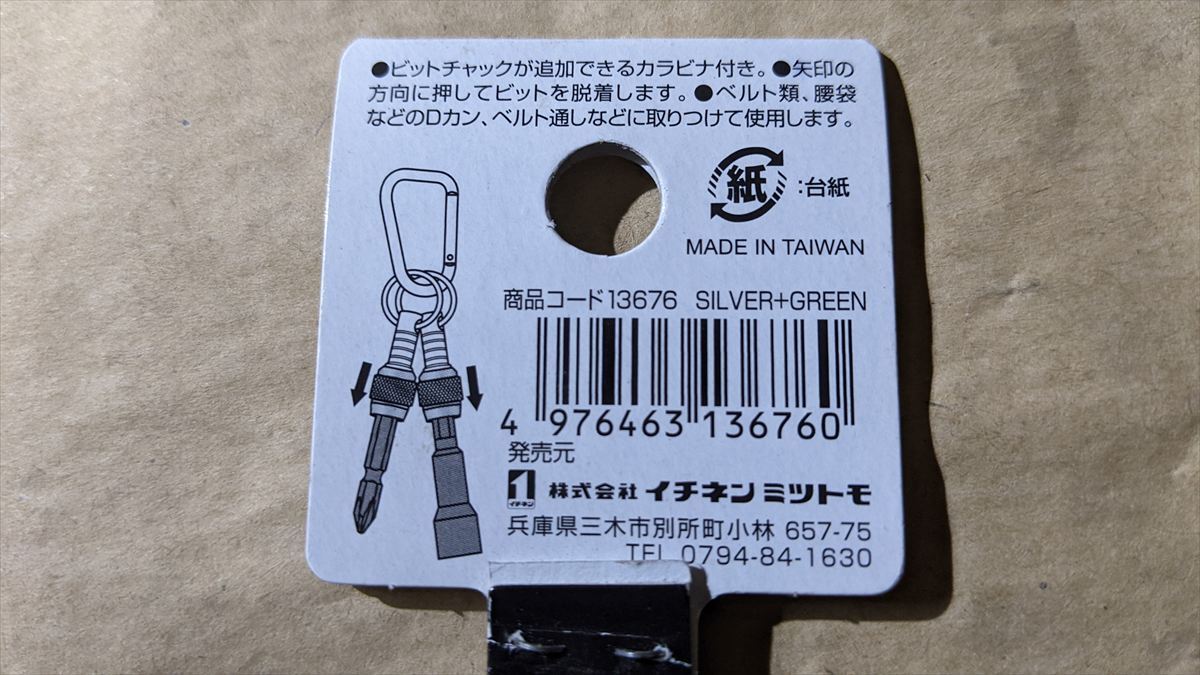 ●ビットチャックが追加できるカラビナ付き。●矢印の
方向に押してビットを脱着します。●ベルト類、腰袋
などのDカン、ベルト通しなどに取りつけて使用します。
紙:台紙
MADE IN TAIWAN
商品コード13676 SILVER+GREEN
4 976463 136760
発売元
イチネン 株式会社 イチネンミツトモ
兵庫県三木市別所町小林 657-75
TEL 0794-84-1630